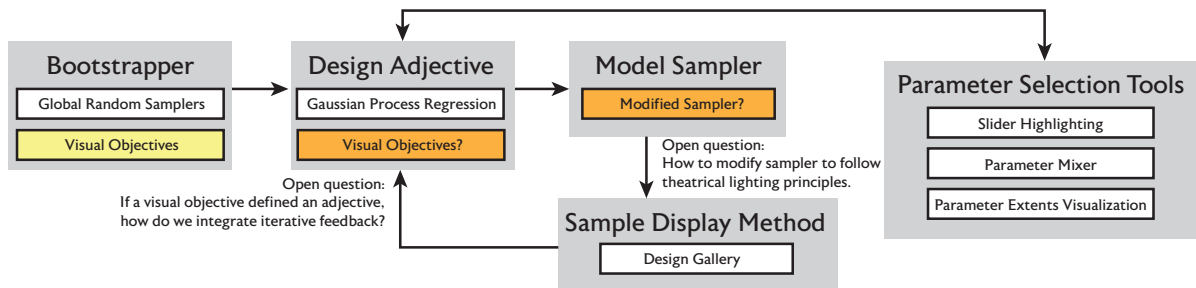 Bootstrapper
Global Random Samplers
Visual Objectives
Design Adjective
Gaussian Process Regression
Visual Objectives?
Open question:
If a visual objective defined an adjective,
how do we integrate iterative feedback?
Model Sampler
Modified Sampler?
Open question:
How to modify sampler to follow
theatrical lighting principles.
Sample Display Method
Design Gallery
Parameter Selection Tools
Slider Highlighting
Parameter Mixer
Parameter Extents Visualization